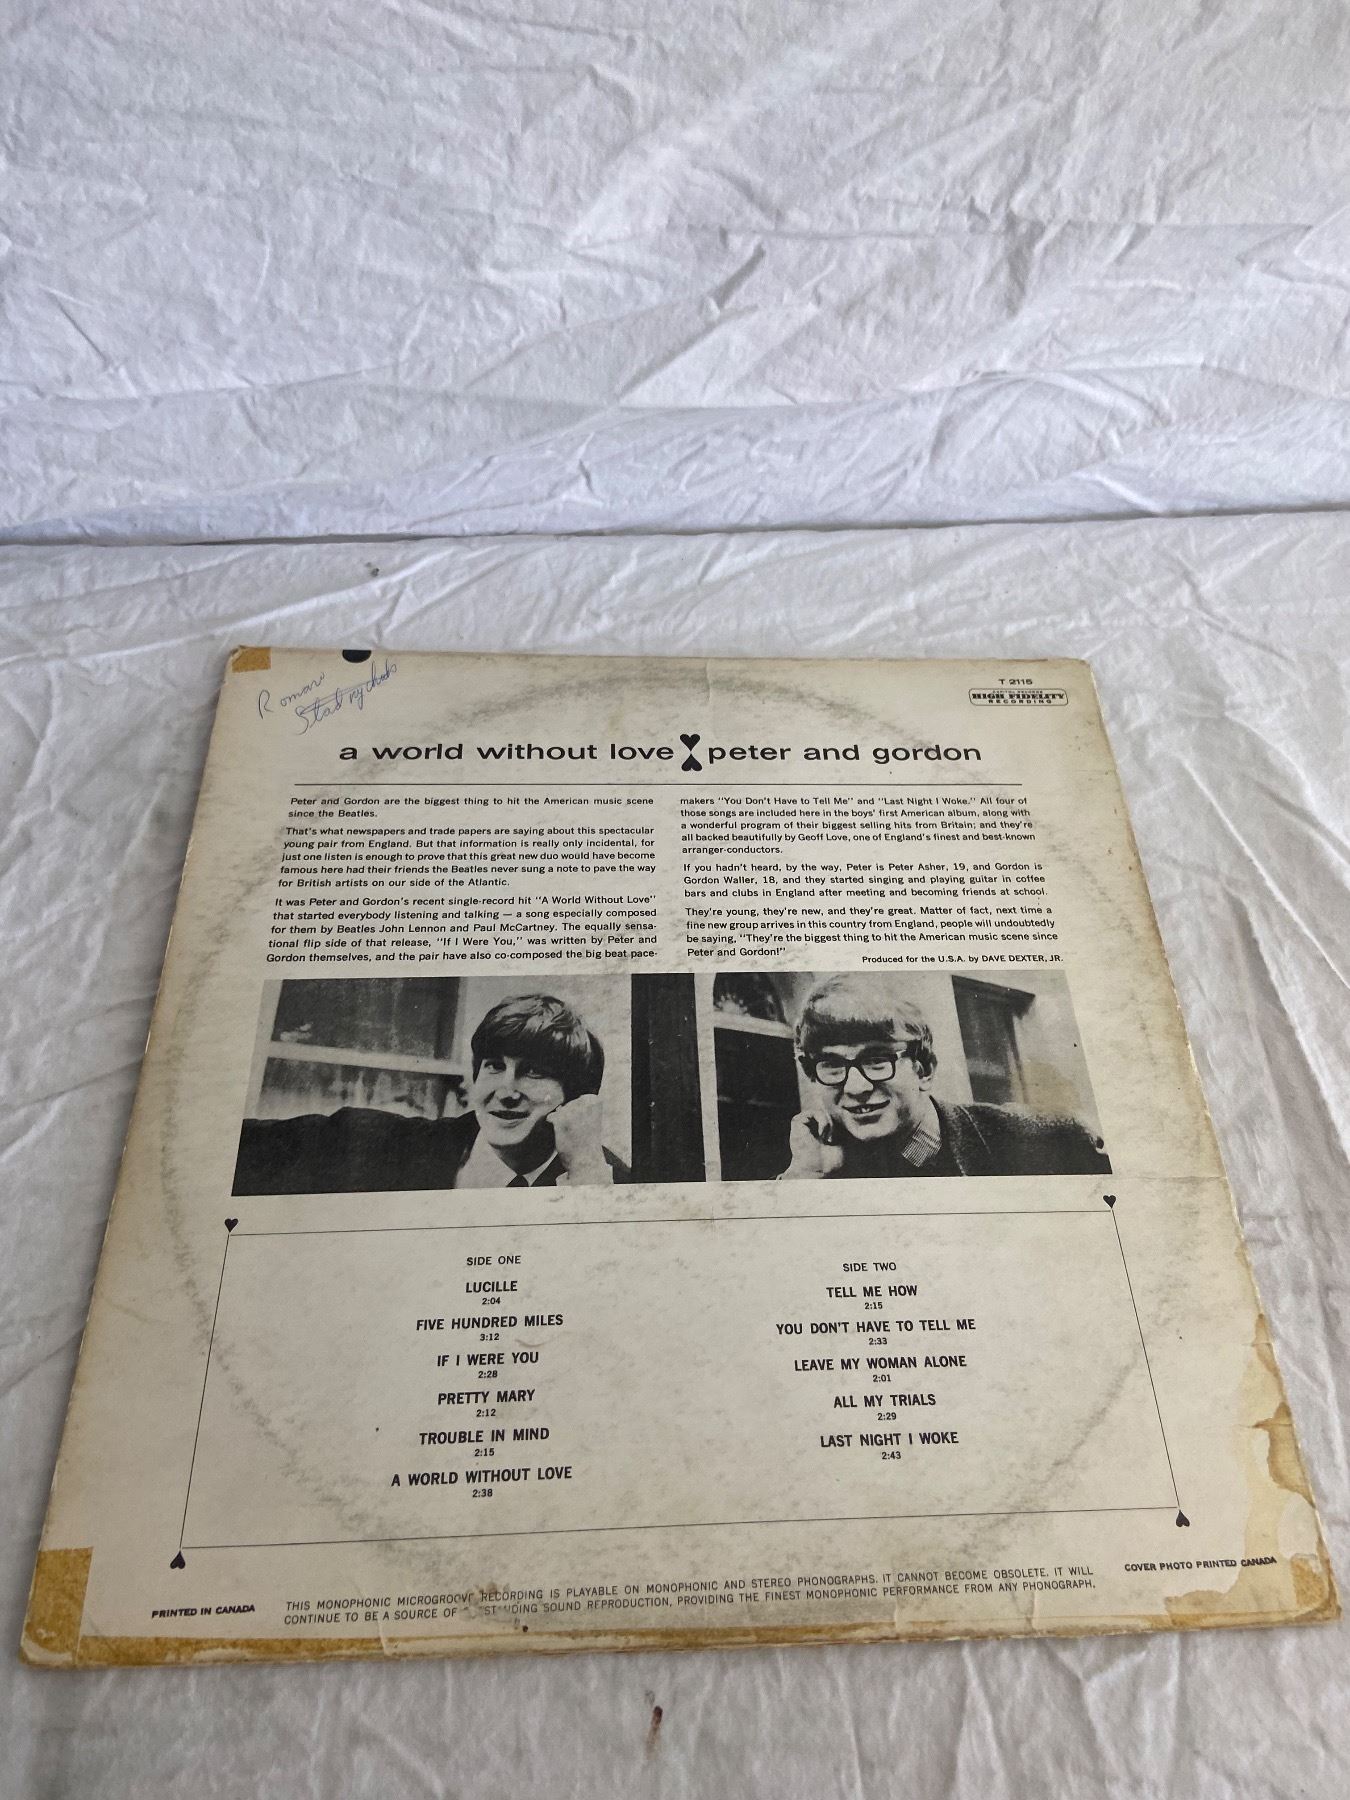 Roman
T 2115
CAPITOL RECORDS
HIGH FIDELITY
RECORDING
a world without love peter and gordon
Peter and Gordon are the biggest thing to hit the American music scene
since the Beatles.
That's what newspapers and trade papers are saying about this spectacular
young pair from England. But that information is really only incidental, for
just one listen is enough to prove that this great new duo would have become
famous here had their friends the Beatles never sung a note to pave the way
for British artists on our side of the Atlantic.
It was Peter and Gordon's recent single-record hit "A World Without Love"
that started everybody listening and talking — a song especially composed
for them by Beatles John Lennon and Paul McCartney. The equally sensa-
tional flip side of that release, "If I Were You," was written by Peter and
Gordon themselves, and the pair have also co-composed the big beat pace-
makers "You Don't Have to Tell Me" and "Last Night I Woke." All four of
those songs are included here in the boys' first American album, along with
a wonderful program of their biggest selling hits from Britain; and they're
all backed beautifully by Geoff Love, one of England's finest and best-known
arranger-conductors.
If you hadn't heard, by the way, Peter is Peter Asher, 19, and Gordon is
Gordon Waller, 18, and they started singing and playing guitar in coffee
bars and clubs in England after meeting and becoming friends at school.
They're young, they're new, and they're great. Matter of fact, next time a
fine new group arrives in this country from England, people will undoubtedly
be saying, "They're the biggest thing to hit the American music scene since
Peter and Gordon!"
Produced for the U.S.A. by DAVE DEXTER, JR.
SIDE ONE
LUCILLE
2:04
FIVE HUNDRED MILES
3:12
IF I WERE YOU
2:28
PRETTY MARY
2:12
TROUBLE IN MIND
2:15
A WORLD WITHOUT LOVE
2:38
SIDE TWO
TELL ME HOW
2:15
YOU DON'T HAVE TO TELL ME
2:33
LEAVE MY WOMAN ALONE
2:01
ALL MY TRIALS
2:29
LAST NIGHT I WOKE
2:43
PRINTED IN CANADA
THIS MONOPHONIC MICROGROOVE RECORDING IS PLAYABLE ON MONOPHONIC AND STEREO PHONOGRAPHS. IT CANNOT BECOME OBSOLETE. IT WILL
CONTINUE TO BE A SOURCE OF SOUND REPRODUCTION, PROVIDING THE FINEST MONOPHONIC PERFORMANCE FROM ANY PHONOGRAPH.
COVER PHOTO PRINTED CANADA